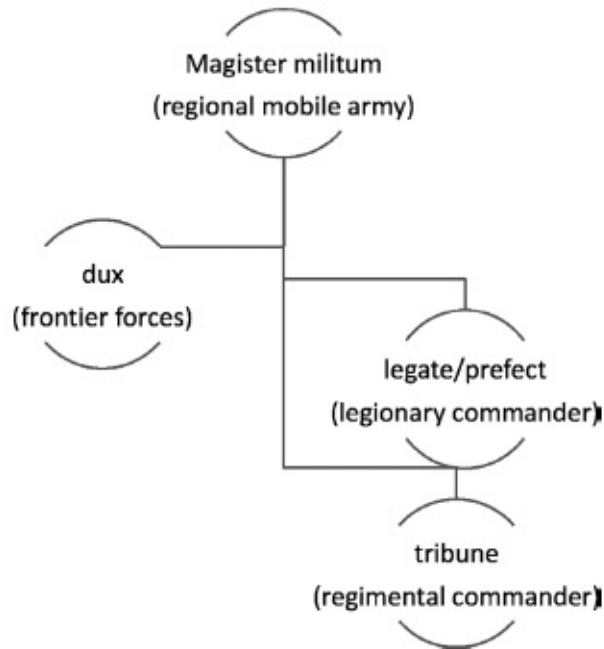 Magister militum
(regional mobile army)
dux
(frontier forces)
legate/prefect
(legionary commander)
tribune
(regimental commander)